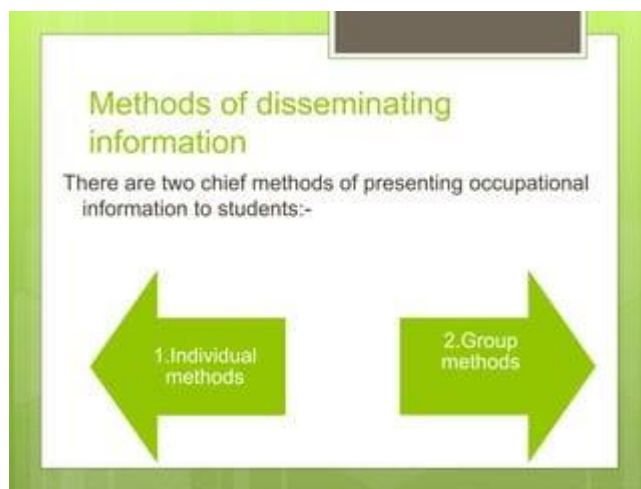 Methods of disseminating
information
There are two chief methods of presenting occupational
information to students:-
1.Individual
methods
2.Group
methods